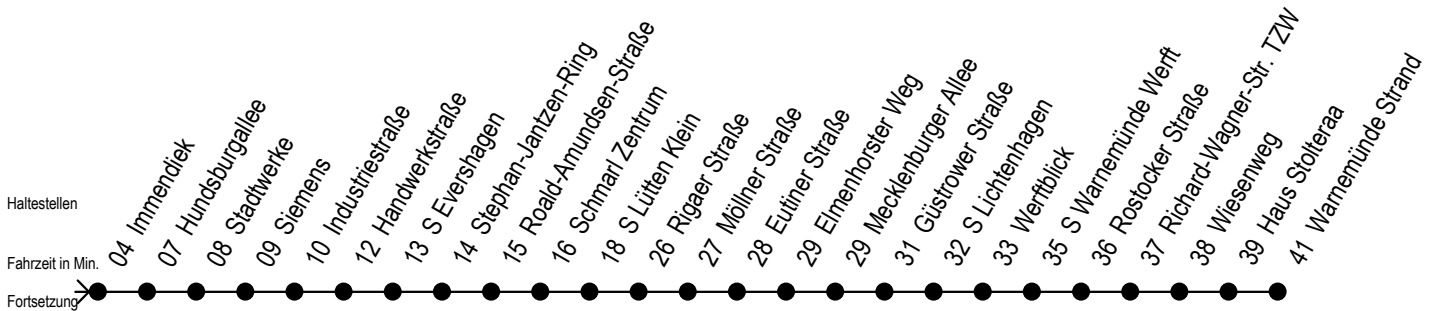 Haltestellen
Fahrzeit in Min.
Fortsetzung
04 Immendiek
07 Hundsburgallee
08 Stadtwerke
09 Siemens
10 Industriestraße
12 Handwerkstraße
13 S Evershagen
14 Stephan-Jantzen-Ring
15 Roald-Amundsen-Straße
16 Schmarl Zentrum
18 S Lütten Klein
26 Rigaer Straße
27 Möllner Straße
28 Eutiner Straße
29 Elmenhorster Weg
29 Mecklenburger Allee
31 Güstrower Straße
32 S Lichtenhagen
33 Werftblick
35 S Warnemünde Werft
36 Rostocker Straße
37 Richard-Wagner-Str. TZW
38 Wiesenweg
39 Haus Stolteraa
41 Warnemünde Strand